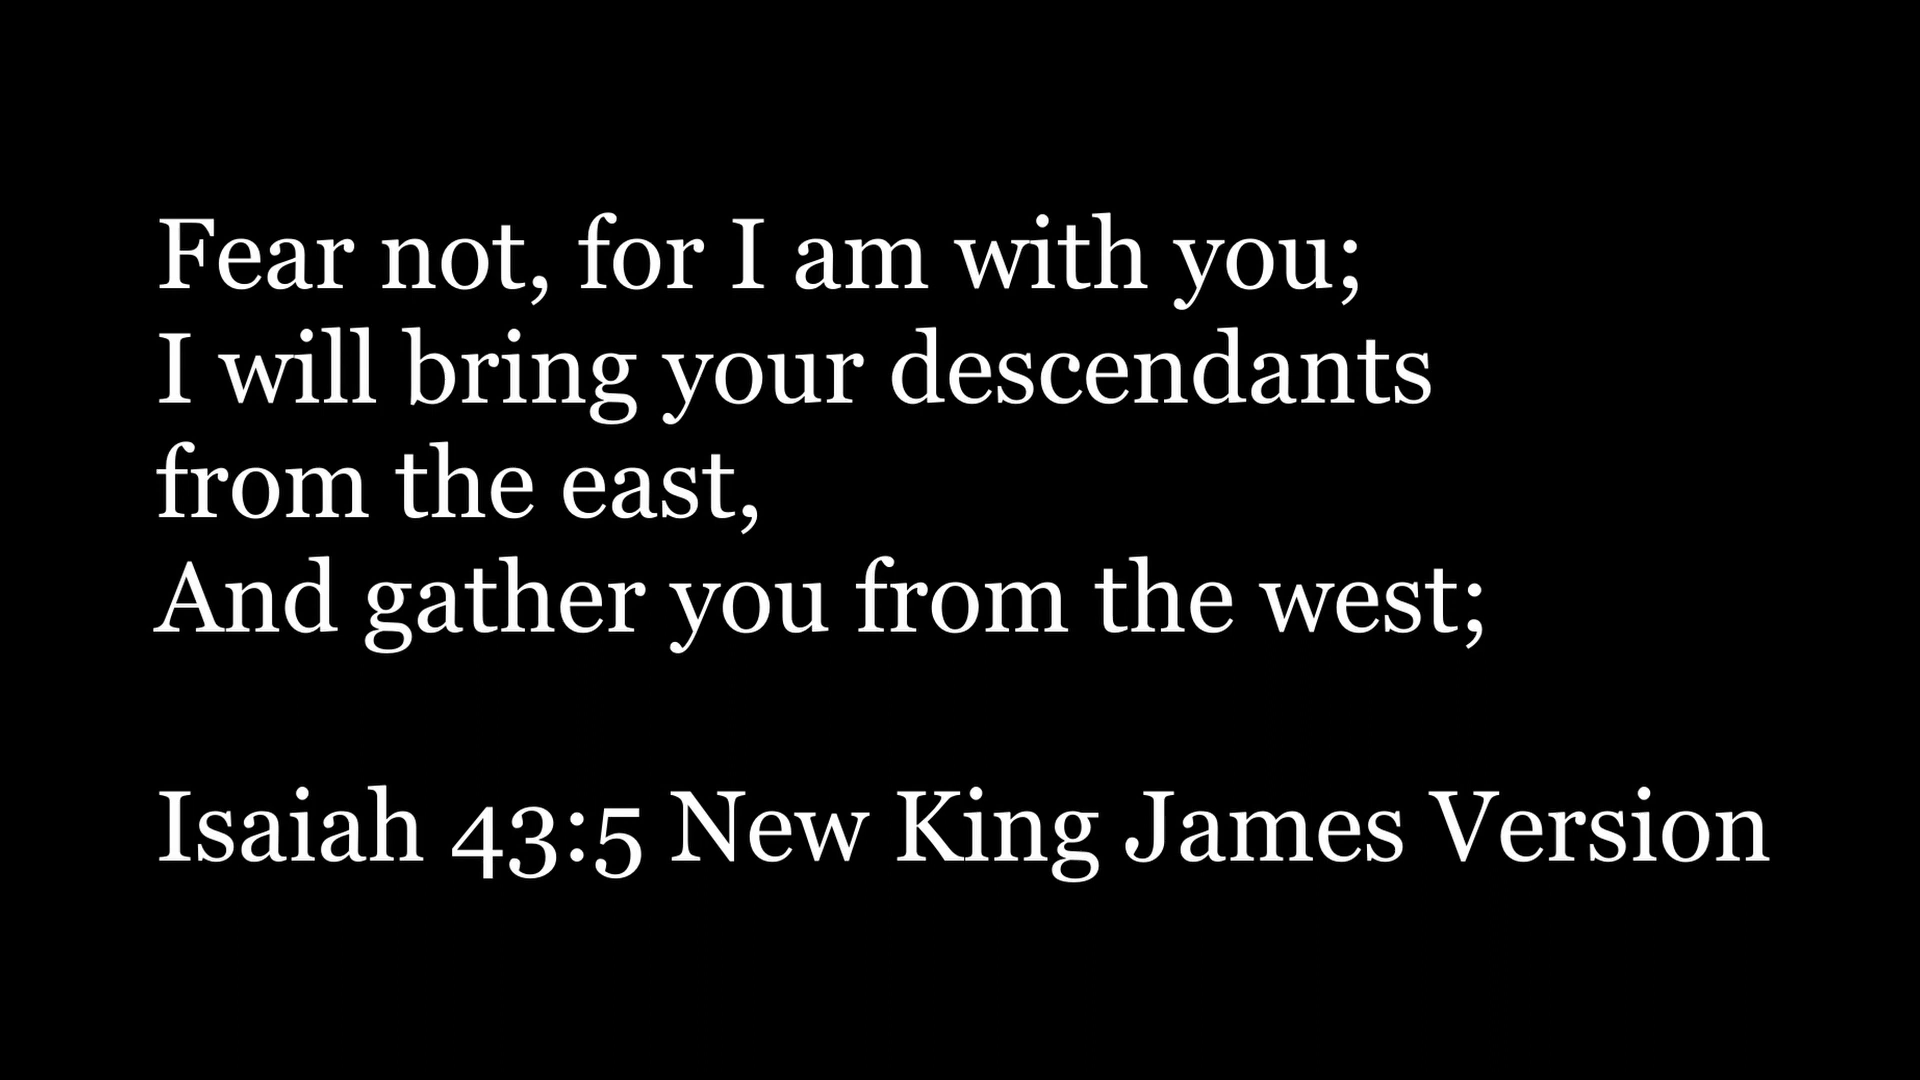 Fear not, for I am with you;
I will bring your descendants
from the east,
And gather you from the west;
Isaiah 43:5 New King James Version